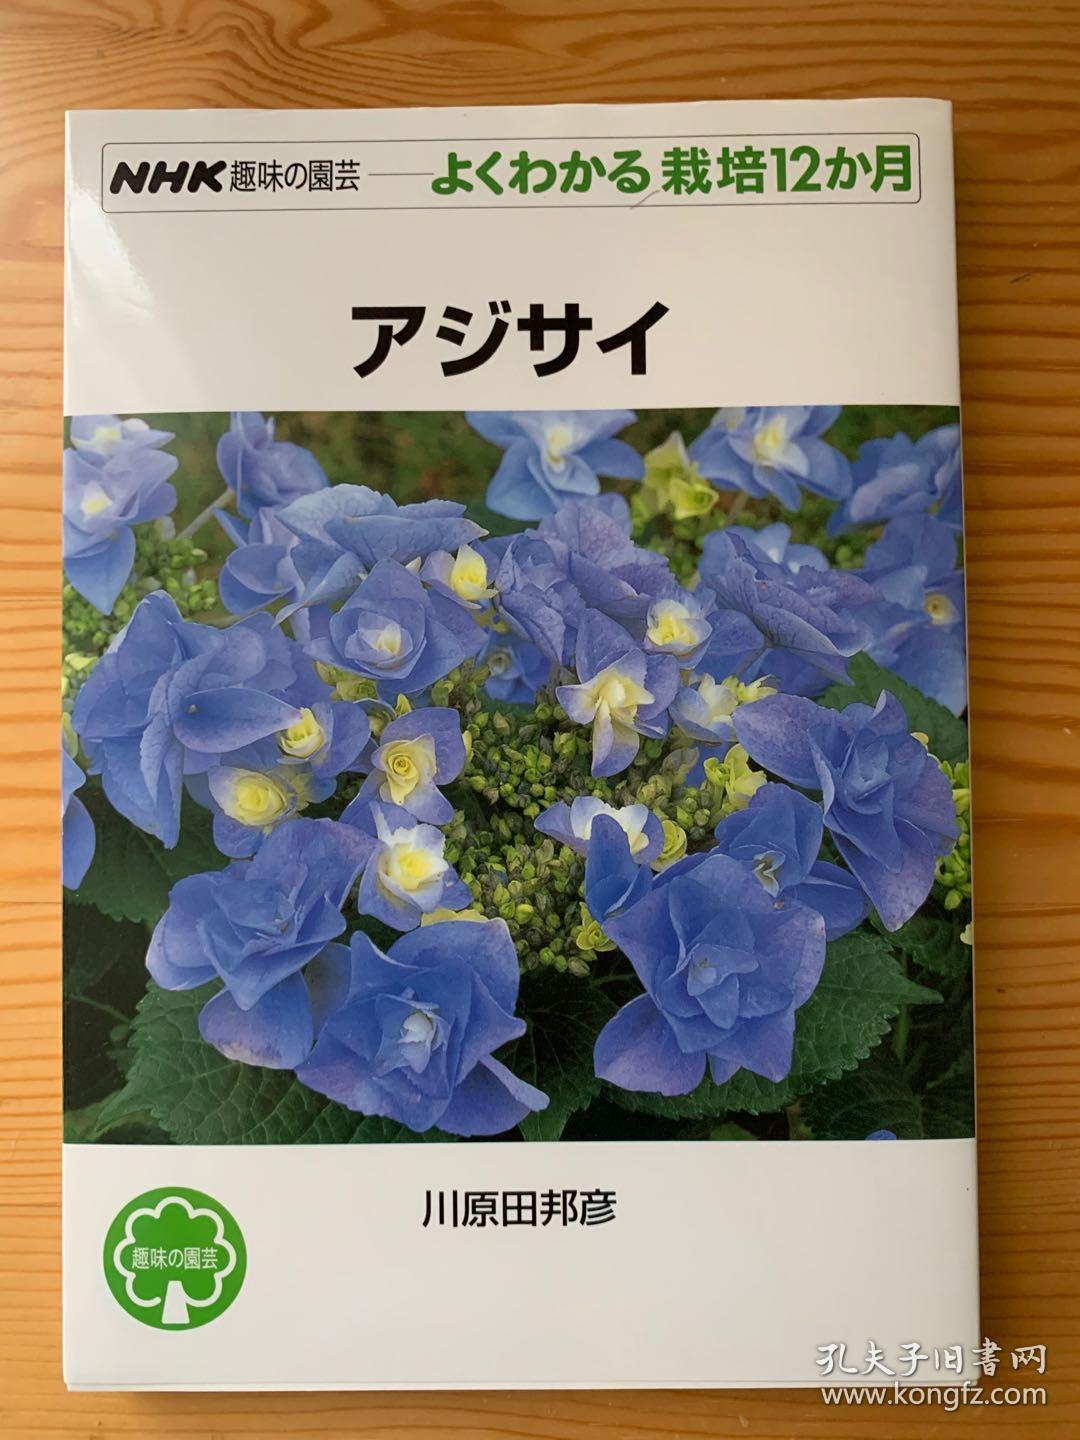 NHK趣味の園芸——よくわかる栽培12か月
アジサイ
川原田邦彦
趣味の園芸
孔夫子旧書网
www.kongfz.com